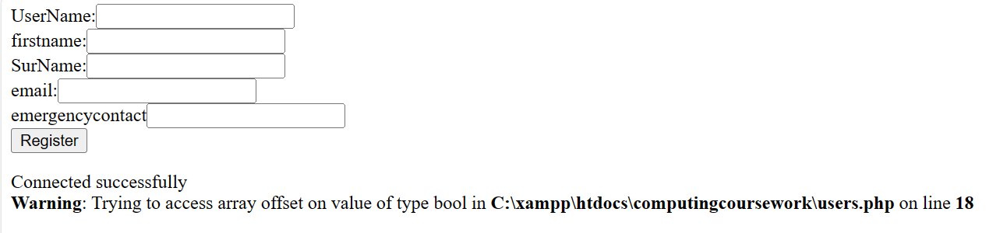 UserName:
firstname:
SurName:
email:
emergencycontact
Register
Connected successfully
Warning: Trying to access array offset on value of type bool in C:\xampp\htdocs\computingcoursework\users.php on line 18